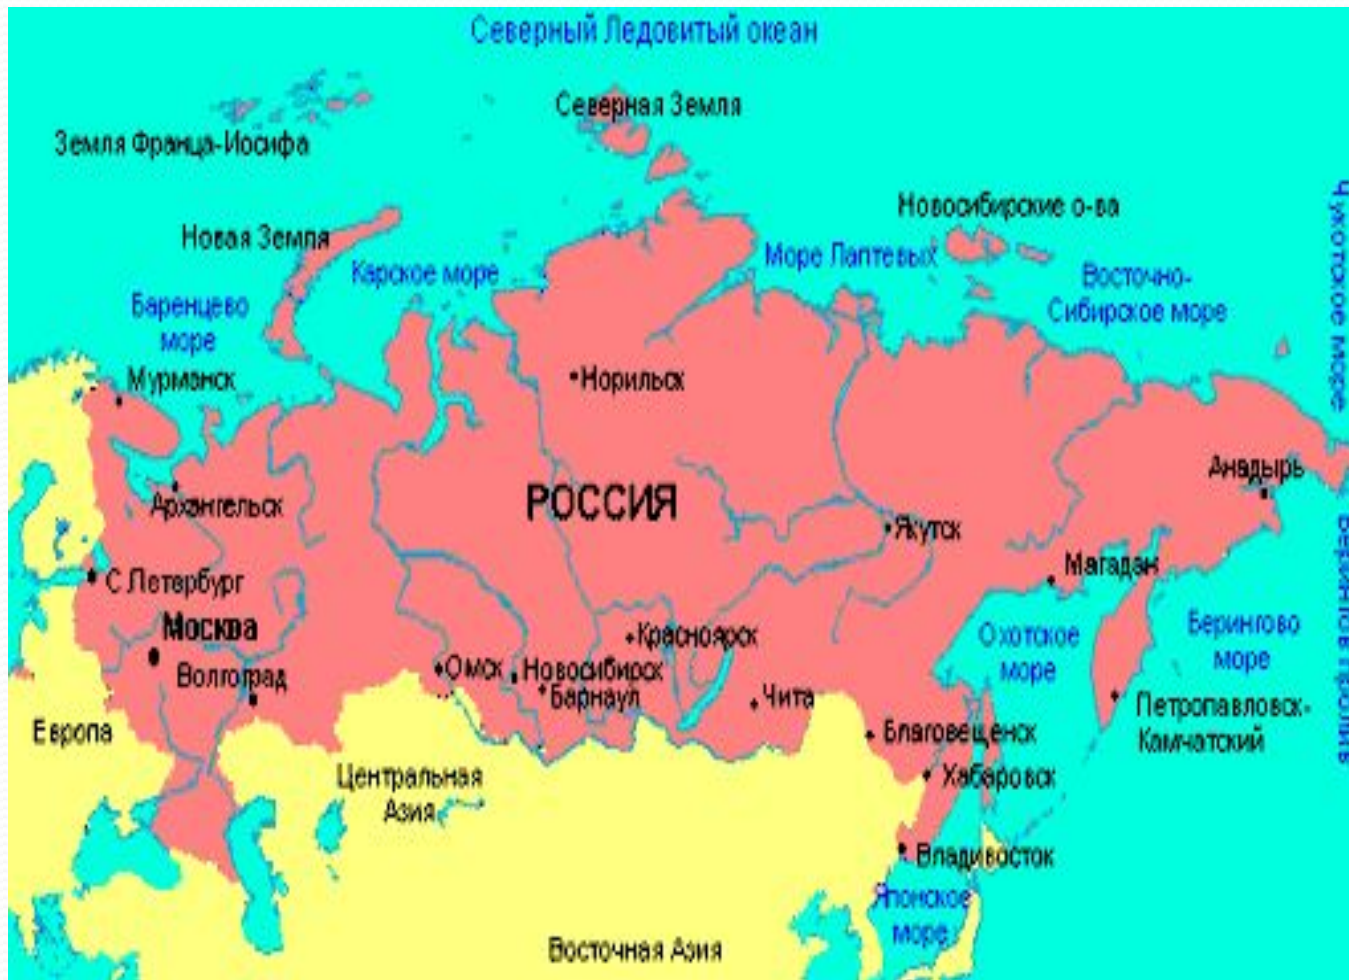 Северный Ледовитый океан
Северная Земля
Земля Франца-Иосифа
Новосибирские о-ва
Новая Земля
Море Лаптевых
Карское море
Восточно-
Сибирское море
Чукотское море
Баренцево
море
Мурманск
Норильск
Анадырь
Архангельск
РОССИЯ
Якутск
Магадан
С.Петербург
Москва
Красноярск
Охотское
море
Берингово
море
Берингов пролив
Волгоград
Омск
Новосибирск
Барнаул
Чита
Петропавловск-
Камчатский
Европа
Благовещенск
Центральная
Азия
Хабаровск
Владивосток
Японское
море
Восточная Азия